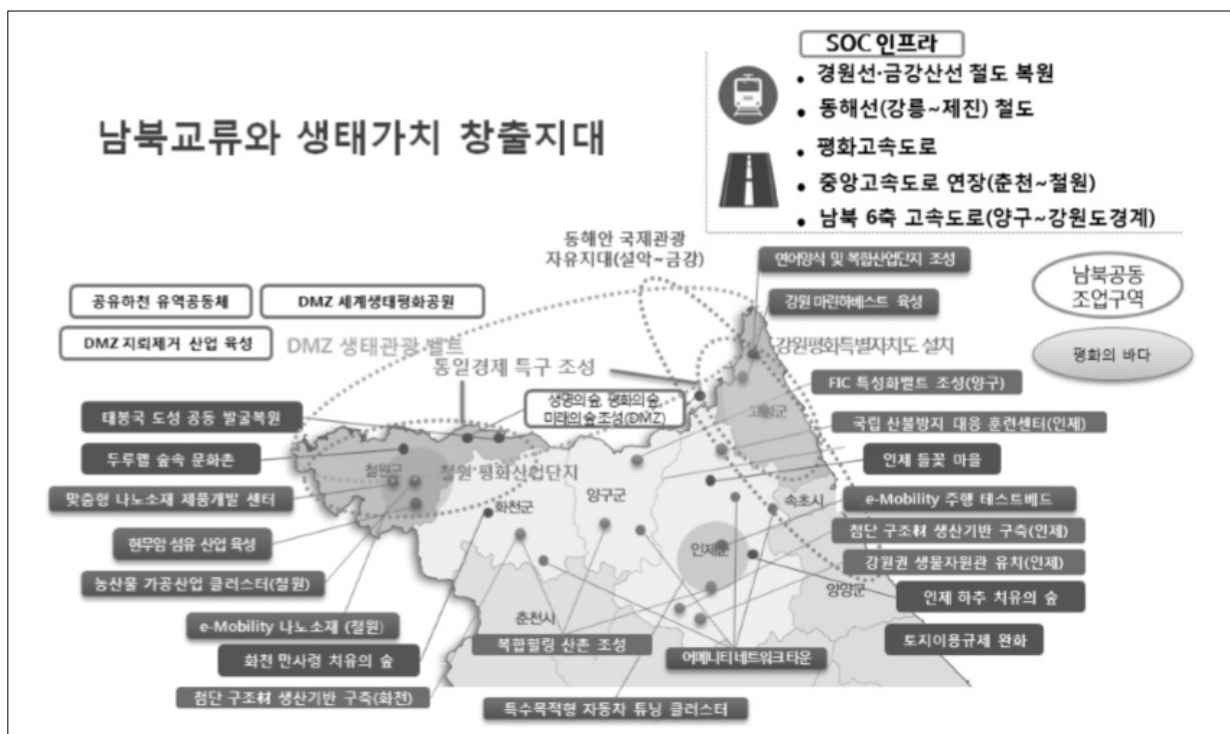 SOC 인프라
• 경원선·금강산선 철도 복원
• 동해선(강릉~제진) 철도
• 평화고속도로
• 중앙고속도로 연장(춘천~철원)
• 남북 6축 고속도로(양구~강원도경계)
남북교류와 생태가치 창출지대
동해안 국제관광
자유지대(설악~금강)
연어양식 및 복합산업단지 조성
남북공동
조업구역
공유하천 유역공동체
DMZ 세계생태평화공원
강원 마린하베스트 육성
DMZ 지뢰제거 산업 육성
DMZ 생태관광 벨트
강원평화특별자치도 설치
평화의 바다
통일경제 특구 조성
FIC 특성화벨트 조성(양구)
생명의 숲, 평화의 숲,
미래의 숲 조성(DMZ)
태봉국 도성 공동 발굴복원
고성군
국립 산불방지 대응 훈련센터(인제)
두루웰 숲속 문화촌
인제 들꽃 마을
철원군
철원 평화산업단지
맞춤형 나노소재 제품개발 센터
양구군
속초시
e-Mobility 주행 테스트베드
화천군
첨단 구조材 생산기반 구축(인제)
현무암 섬유 산업 육성
인제군
강원권 생물자원관 유치(인제)
농산물 가공산업 클러스터(철원)
양양군
인제 하추 치유의 숲
춘천시
e-Mobility 나노소재 (철원)
복합힐링 산촌 조성
토지이용규제 완화
화천 만사령 치유의 숲
어메니티 네트워크 타운
첨단 구조材 생산기반 구축(화천)
특수목적형 자동차 튜닝 클러스터